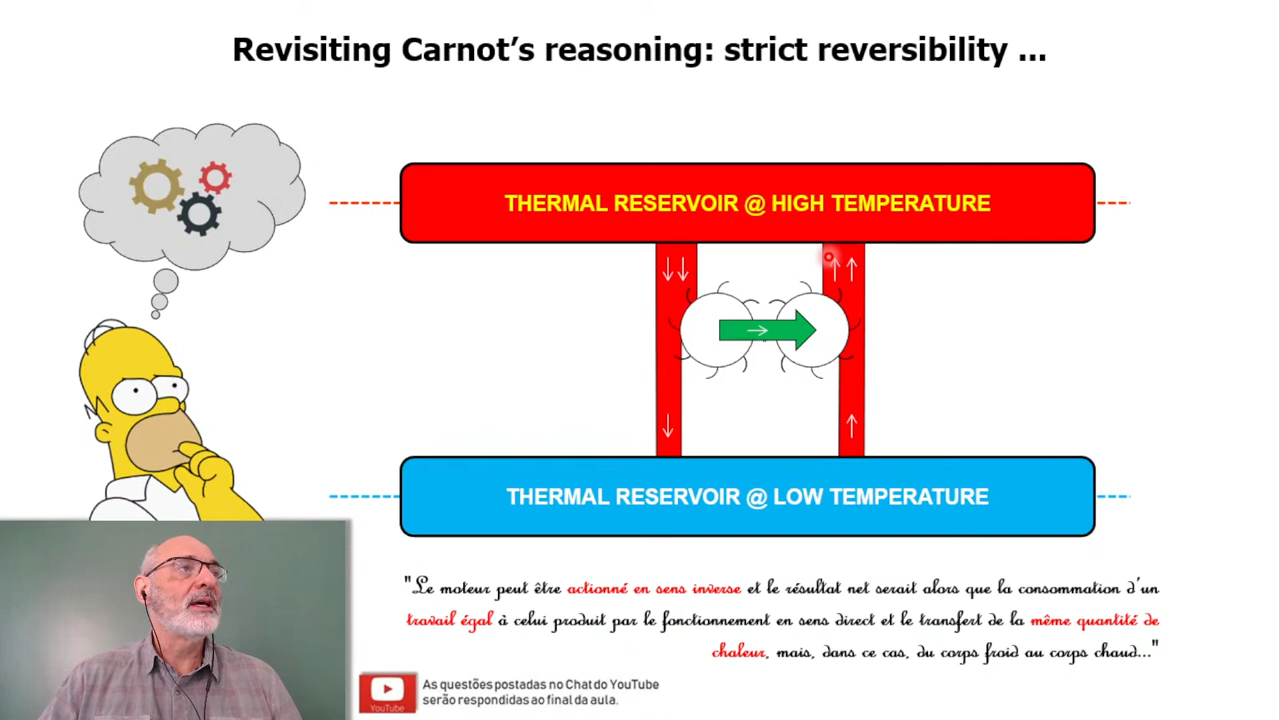 Revisiting Carnot’s reasoning: strict reversibility ...
THERMAL RESERVOIR @ HIGH TEMPERATURE
THERMAL RESERVOIR @ LOW TEMPERATURE
"Le moteur peut être actionné en sens inverse et le résultat net serait alors que la consommation d’un
travail égal à celui produit par le fonctionnement en sens direct et le transfert de la même quantité de
chaleur, mais, dans ce cas, du corps froid au corps chaud..."
YouTube
As questões postadas no Chat do YouTube
serão respondidas ao final da aula.